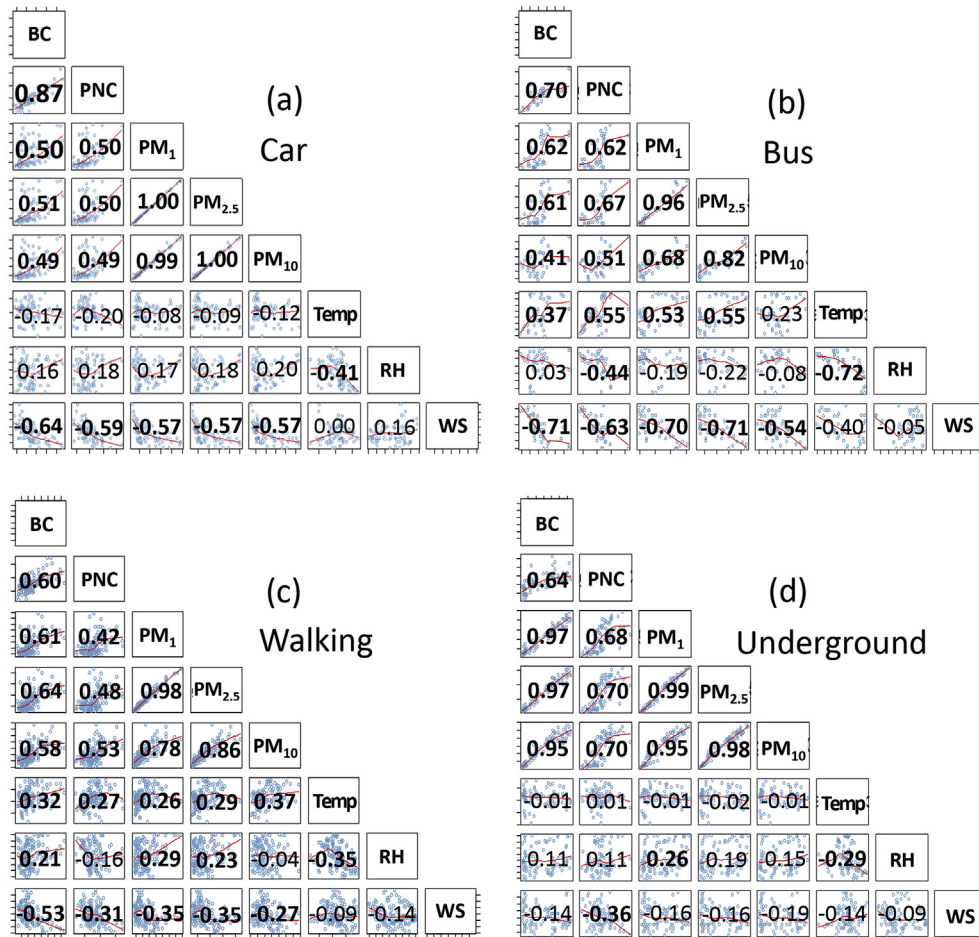 BC
0.87 PNC
0.50 0.50 PM1
0.51 0.50 1.00 PM2.5
0.49 0.49 0.99 1.00 PM10
-0.17 -0.20 -0.08 -0.09 -0.12 Temp
0.16 0.18 0.17 0.18 0.20 -0.41 RH
-0.64 -0.59 -0.57 -0.57 -0.57 0.00 0.16 WS
(a)
Car
BC
0.70 PNC
0.62 0.62 PM1
0.61 0.67 0.96 PM2.5
0.41 0.51 0.68 0.82 PM10
0.37 0.55 0.53 0.55 0.23 Temp
0.03 -0.44 -0.19 -0.22 -0.08 -0.72 RH
-0.71 -0.63 -0.70 -0.71 -0.54 -0.40 -0.05 WS
(b)
Bus
BC
0.60 PNC
0.61 0.42 PM1
0.64 0.48 0.98 PM2.5
0.58 0.53 0.78 0.86 PM10
0.32 0.27 0.26 0.29 0.37 Temp
0.21 -0.16 0.29 0.23 -0.04 -0.35 RH
-0.53 -0.31 -0.35 -0.35 -0.27 -0.09 -0.14 WS
(c)
Walking
BC
0.64 PNC
0.97 0.68 PM1
0.97 0.70 0.99 PM2.5
0.95 0.70 0.95 0.98 PM10
-0.01 0.01 -0.01 -0.02 -0.01 Temp
0.11 0.11 0.26 0.19 0.15 -0.29 RH
-0.14 -0.36 -0.16 -0.16 -0.19 -0.14 -0.09 WS
(d)
Underground